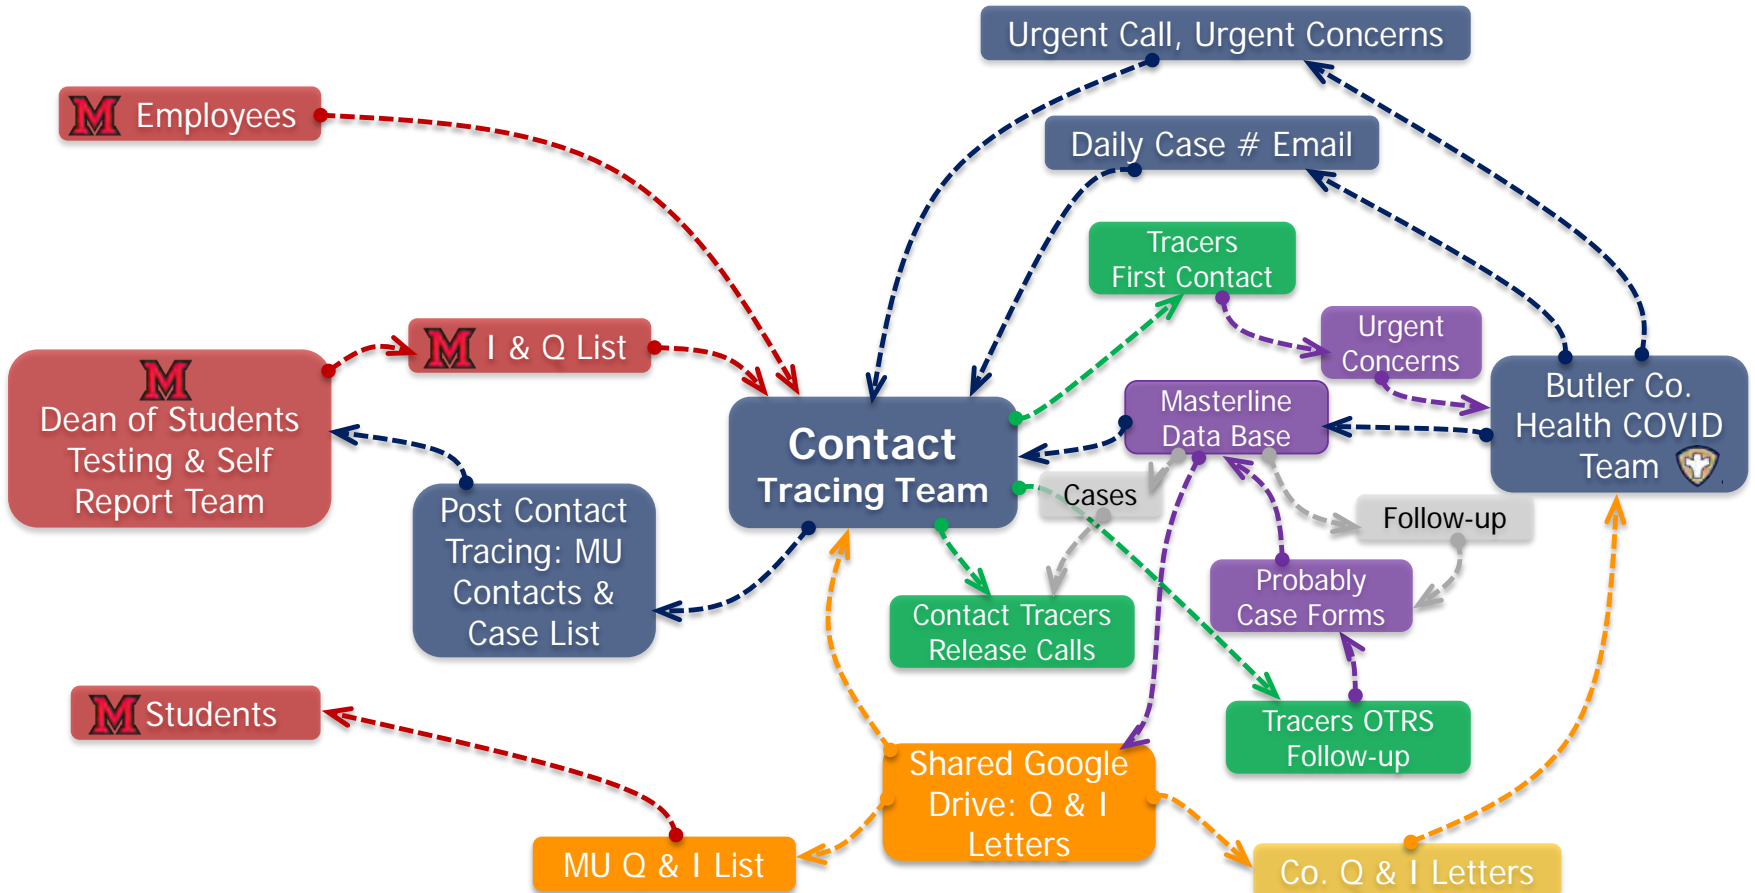 Urgent Call, Urgent Concerns
M Employees
Daily Case # Email
Tracers
First Contact
M I & Q List
Urgent
Concerns
M
Dean of Students
Testing & Self
Report Team
Butler Co.
Health COVID
Team
Masterline
Data Base
Contact
Tracing Team
Cases
Follow-up
Post Contact
Tracing: MU
Contacts &
Case List
Probably
Case Forms
Contact Tracers
Release Calls
M Students
Tracers OTRS
Follow-up
Shared Google
Drive: Q & I
Letters
MU Q & I List
Co. Q & I Letters